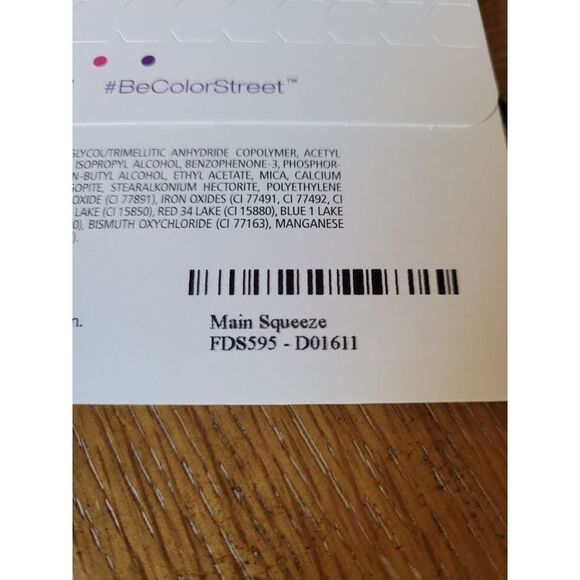 #BeColorStreet™
GLYCOL/TRIMELLITIC ANHYDRIDE COPOLYMER, ACETYL
ISOPROPYL ALCOHOL, BENZOPHENONE-3, PHOSPHOR-
N-BUTYL ALCOHOL, ETHYL ACETATE, MICA, CALCIUM
GOPITE, STEARALKONIUM HECTORITE, POLYETHYLENE
OXIDE (CI 77891), IRON OXIDES (CI 77491, CI 77492, CI
LAKE (CI 15850), RED 34 LAKE (CI 15880), BLUE 1 LAKE
0), BISMUTH OXYCHLORIDE (CI 77163), MANGANESE
).
n.
Main Squeeze
FDS595 - D01611